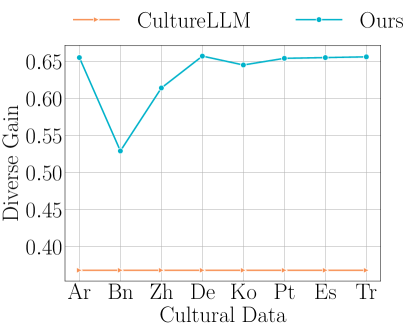 CultureLLM Ours
Diverse Gain
0.65
0.60
0.55
0.50
0.45
0.40
Ar Bn Zh De Ko Pt Es Tr
Cultural Data